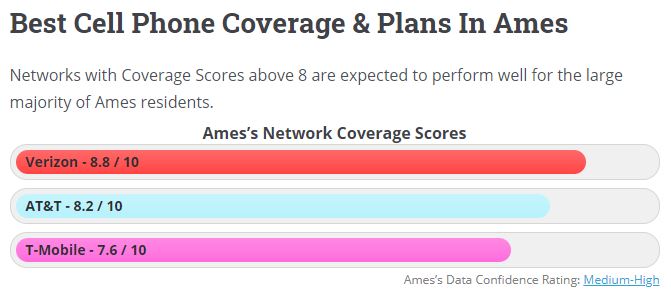 Best Cell Phone Coverage & Plans In Ames
Networks with Coverage Scores above 8 are expected to perform well for the large
majority of Ames residents.
Ames’s Network Coverage Scores
Verizon - 8.8 / 10
AT&T - 8.2 / 10
T-Mobile - 7.6 / 10
Ames’s Data Confidence Rating: Medium-High